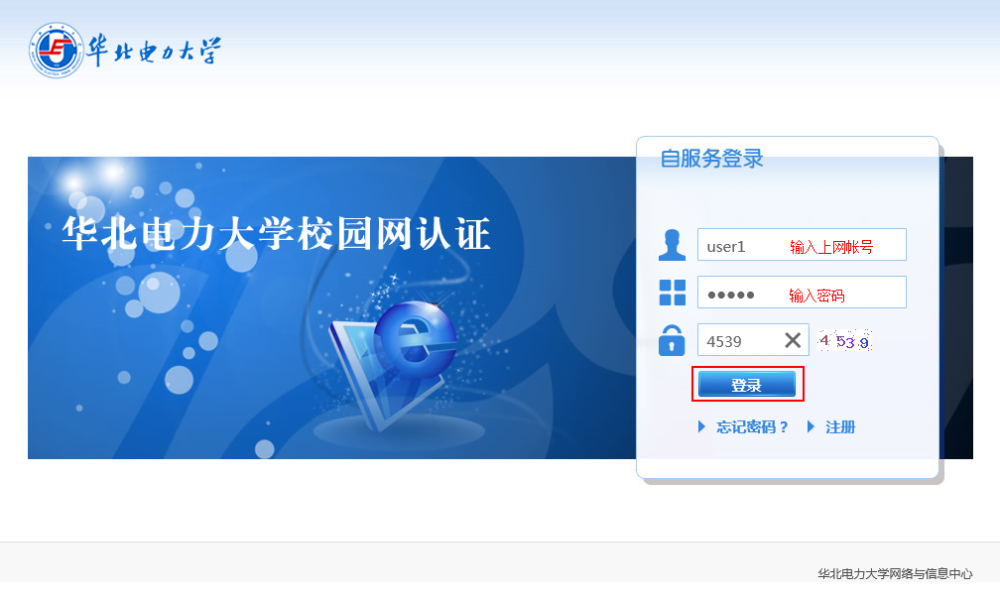 华北电力大学
自服务登录
华北电力大学校园网认证
user1 输入上网帐号
●●●●● 输入密码
4539 4539
登录
忘记密码？ 注册
华北电力大学网络与信息中心